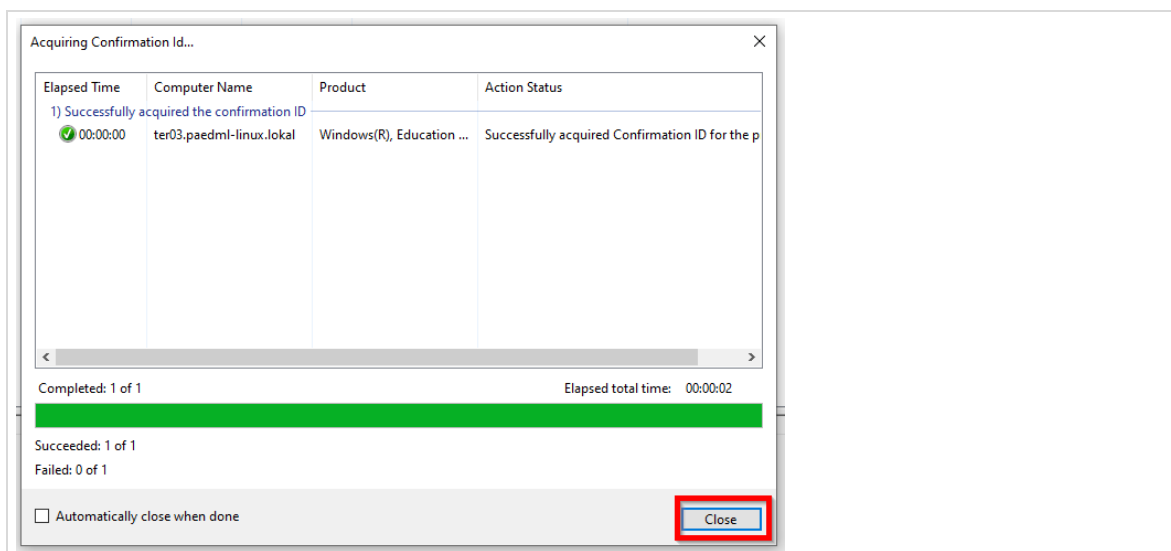 Acquiring Confirmation Id...
Elapsed Time Computer Name Product Action Status
1) Successfully acquired the confirmation ID
00:00:00 ter03.paedml-linux.lokal Windows(R), Education ... Successfully acquired Confirmation ID for the p
Completed: 1 of 1 Elapsed total time: 00:00:02
Succeeded: 1 of 1
Failed: 0 of 1
Automatically close when done Close